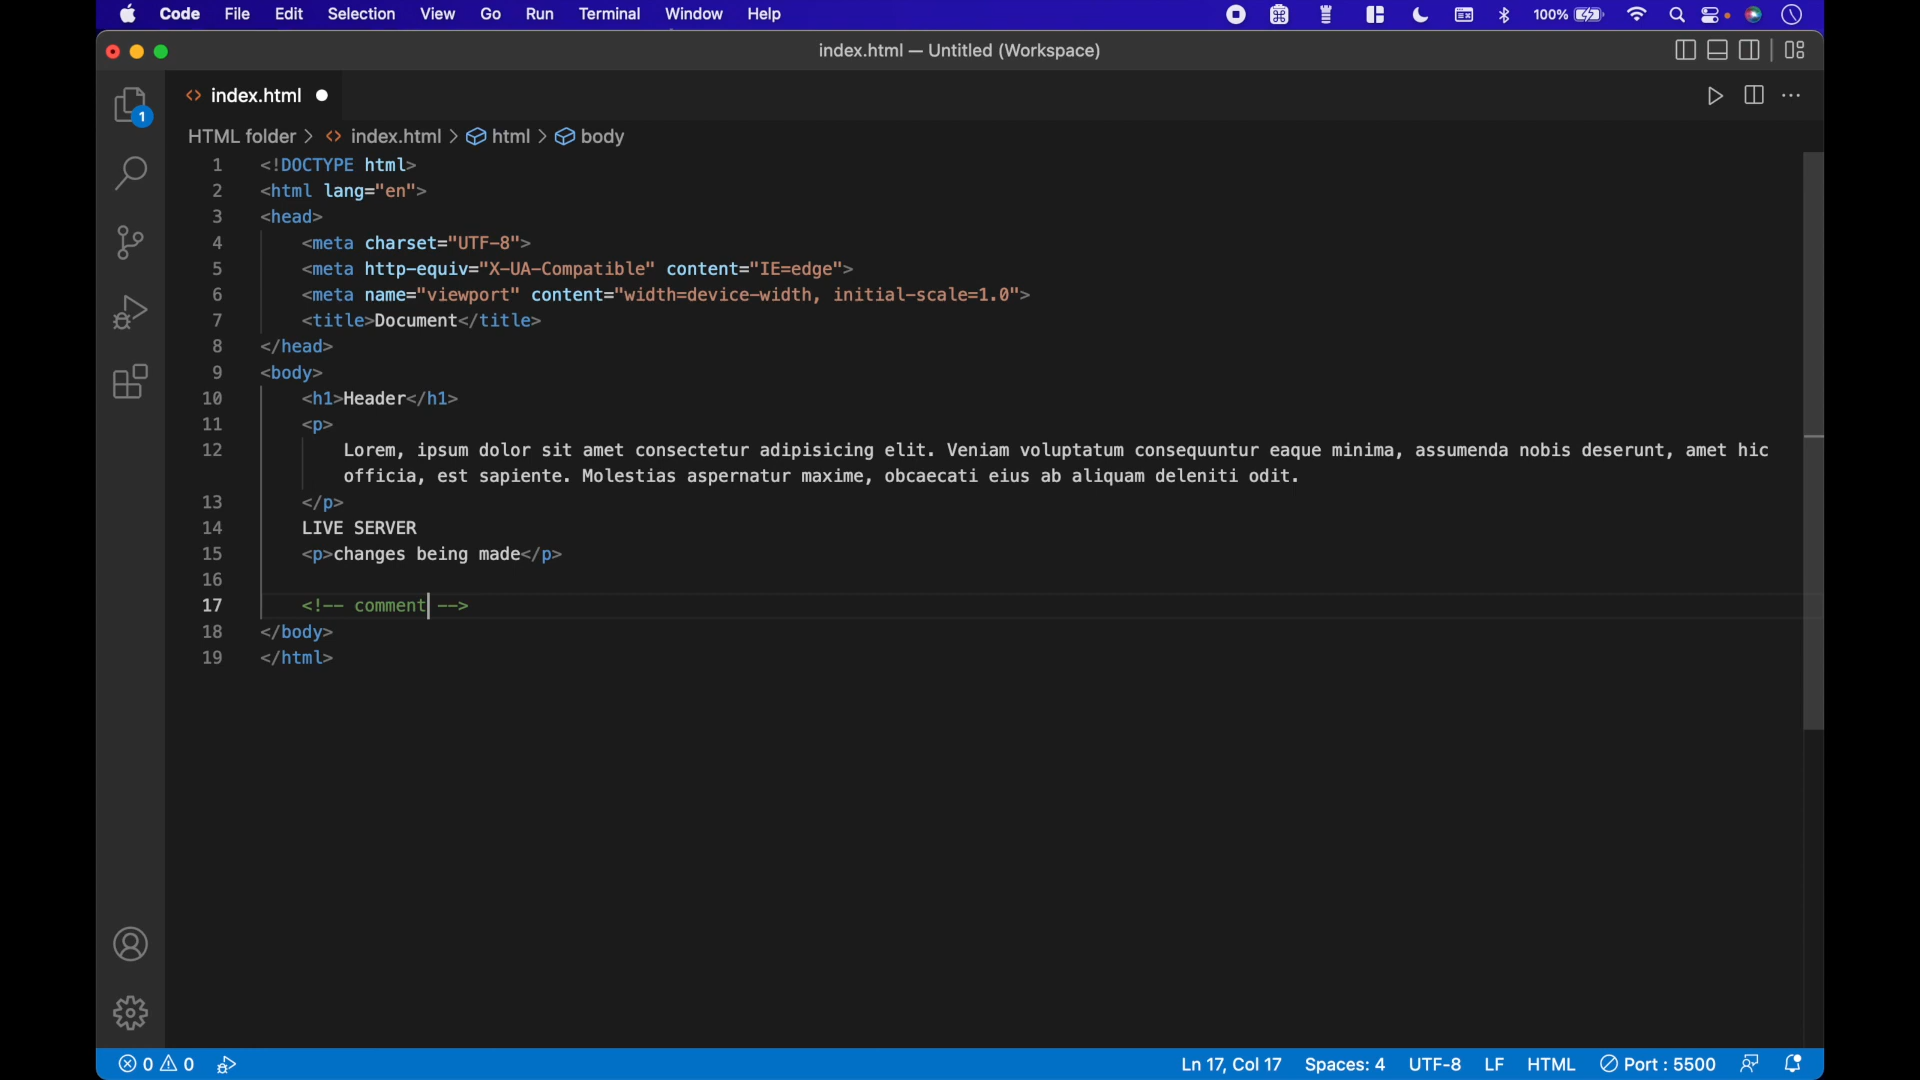 Code File Edit Selection View Go Run Terminal Window Help 100%
index.html — Untitled (Workspace)
index.html
1
HTML folder > index.html > html > body
1 <!DOCTYPE html>
2 <html lang="en">
3 <head>
4 <meta charset="UTF-8">
5 <meta http-equiv="X-UA-Compatible" content="IE=edge">
6 <meta name="viewport" content="width=device-width, initial-scale=1.0">
7 <title>Document</title>
8 </head>
9 <body>
10 <h1>Header</h1>
11 <p>
12 Lorem, ipsum dolor sit amet consectetur adipisicing elit. Veniam voluptatum consequuntur eaque minima, assumenda nobis deserunt, amet hic
officia, est sapiente. Molestias aspernatur maxime, obcaecati eius ab aliquam deleniti odit.
13 </p>
14 LIVE SERVER
15 <p>changes being made</p>
16
17 <!-- comment -->
18 </body>
19 </html>
0 0 Ln 17, Col 17 Spaces: 4 UTF-8 LF HTML Port : 5500